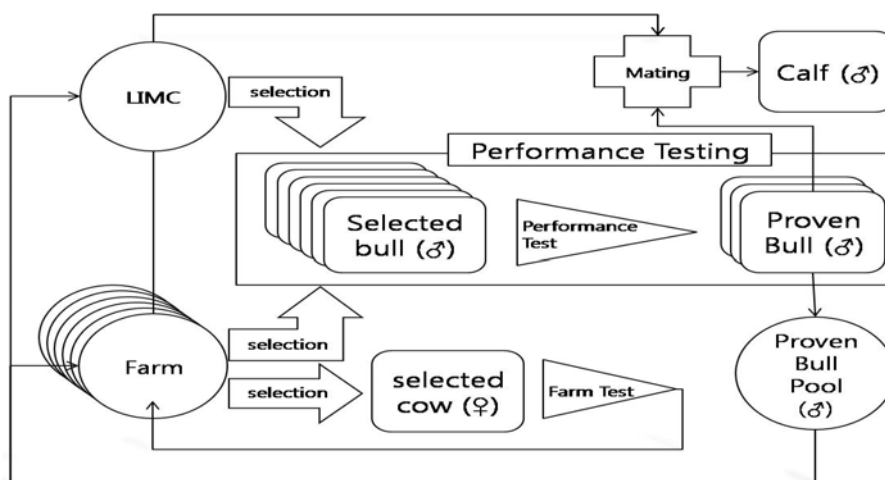 LIMC
selection
Mating
Calf (♂)
Performance Testing
Selected
bull (♂)
Performance
Test
Proven
Bull (♂)
Farm
selection
selection
selected
cow (♀)
Farm Test
Proven
Bull
Pool
(♂)